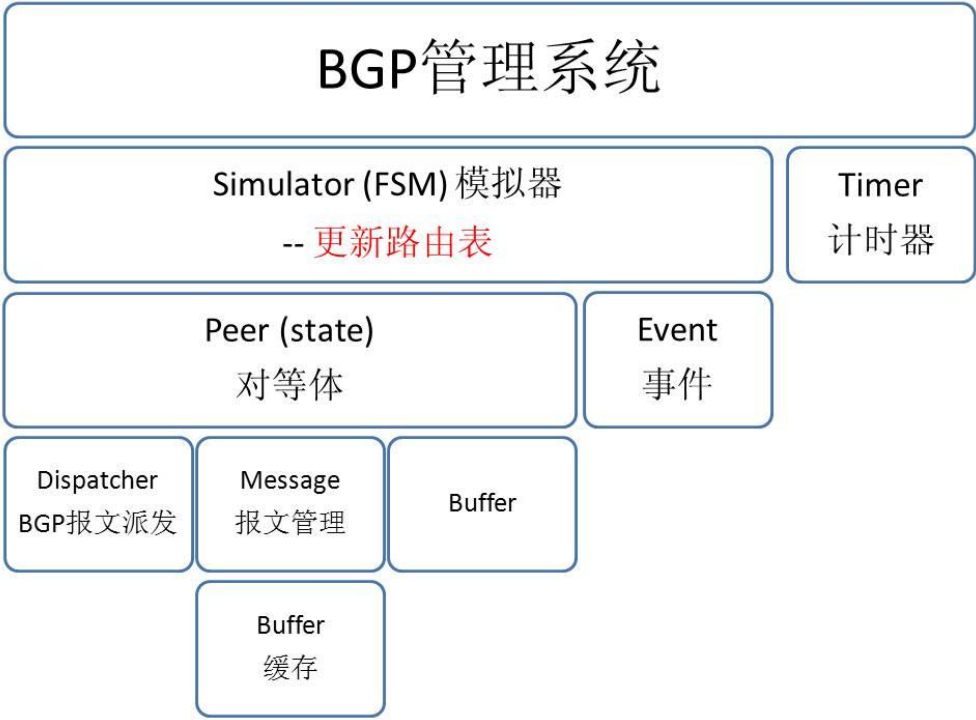 BGP管理系统
Simulator (FSM) 模拟器
-- 更新路由表
Timer
计时器
Peer (state)
对等体
Event
事件
Dispatcher
BGP报文派发
Message
报文管理
Buffer
Buffer
缓存